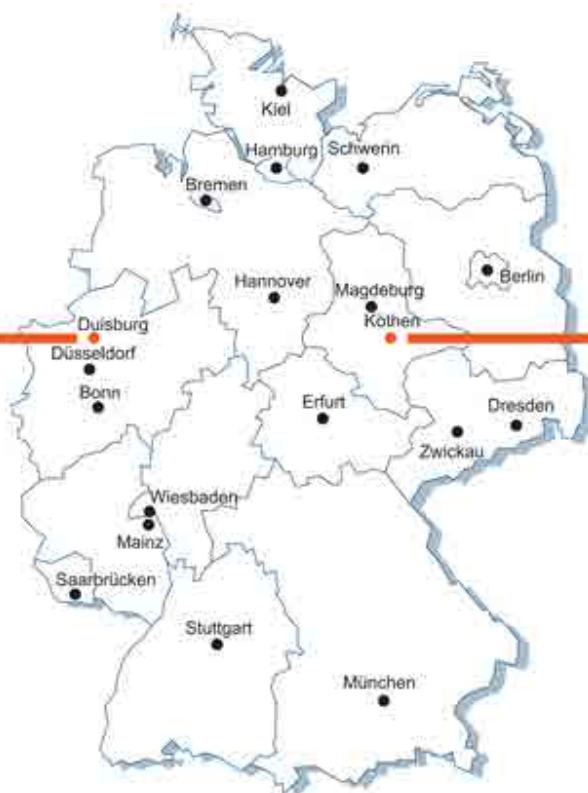 Kiel
Hamburg
Schwerin
Bremen
Berlin
Hannover
Magdeburg
Duisburg
Köthen
Düsseldorf
Bonn
Erfurt
Dresden
Zwickau
Wiesbaden
Mainz
Saarbrücken
Stuttgart
München